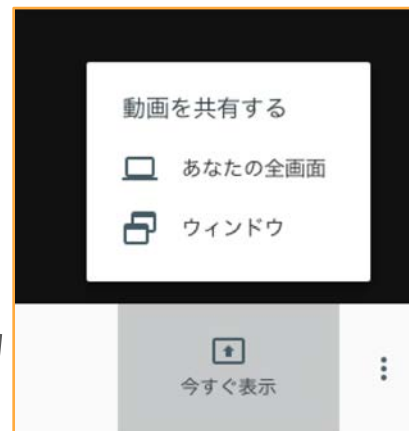 動画を共有する
あなたの全画面
ウィンドウ
今すぐ表示